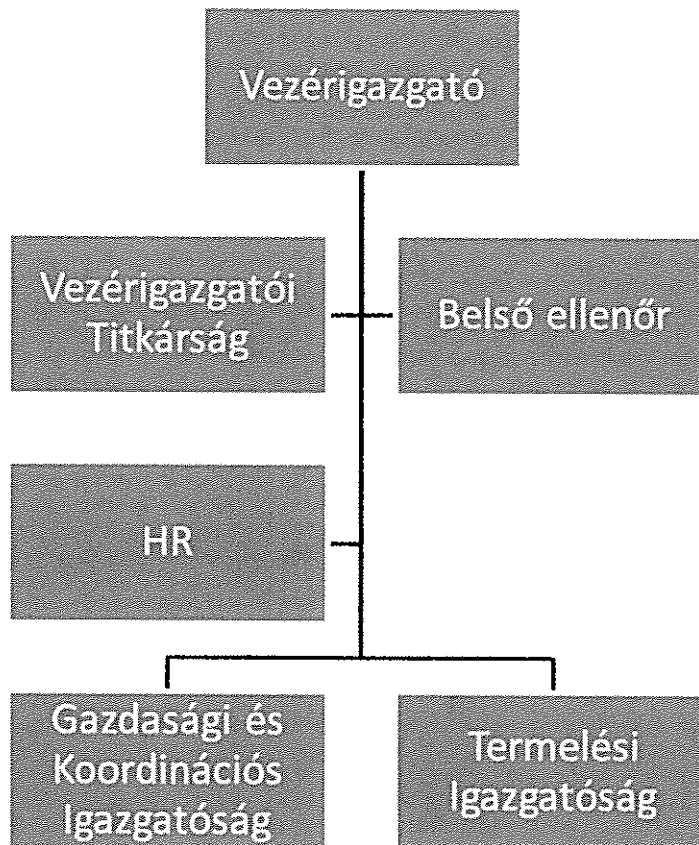 Vezérigazgató
Vezérigazgatói
Titkárság
Belső ellenőr
HR
Gazdasági és
Koordinációs
Igazgatóság
Termelési
Igazgatóság